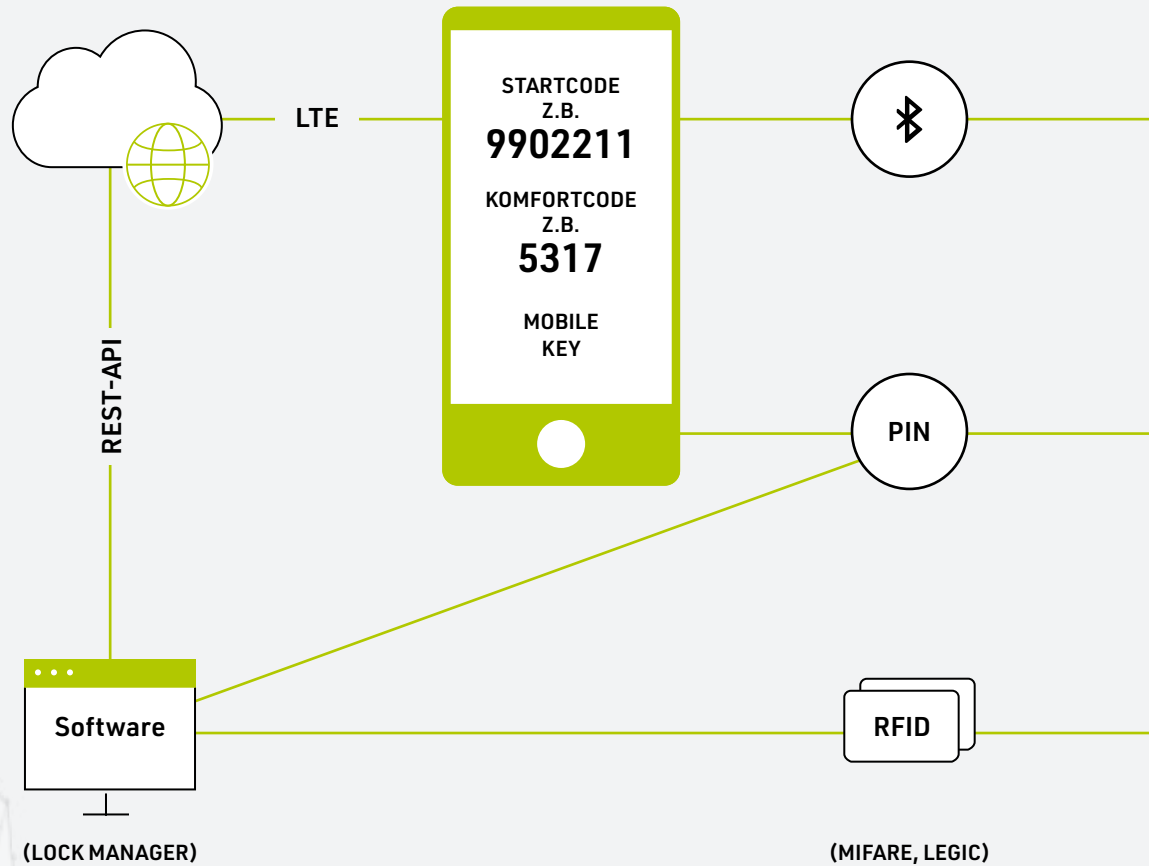 LTE
STARTCODE
Z.B.
9902211
KOMFORTCODE
Z.B.
5317
MOBILE
KEY
REST-API
PIN
Software
RFID
(LOCK MANAGER)
(MIFARE, LEGIC)